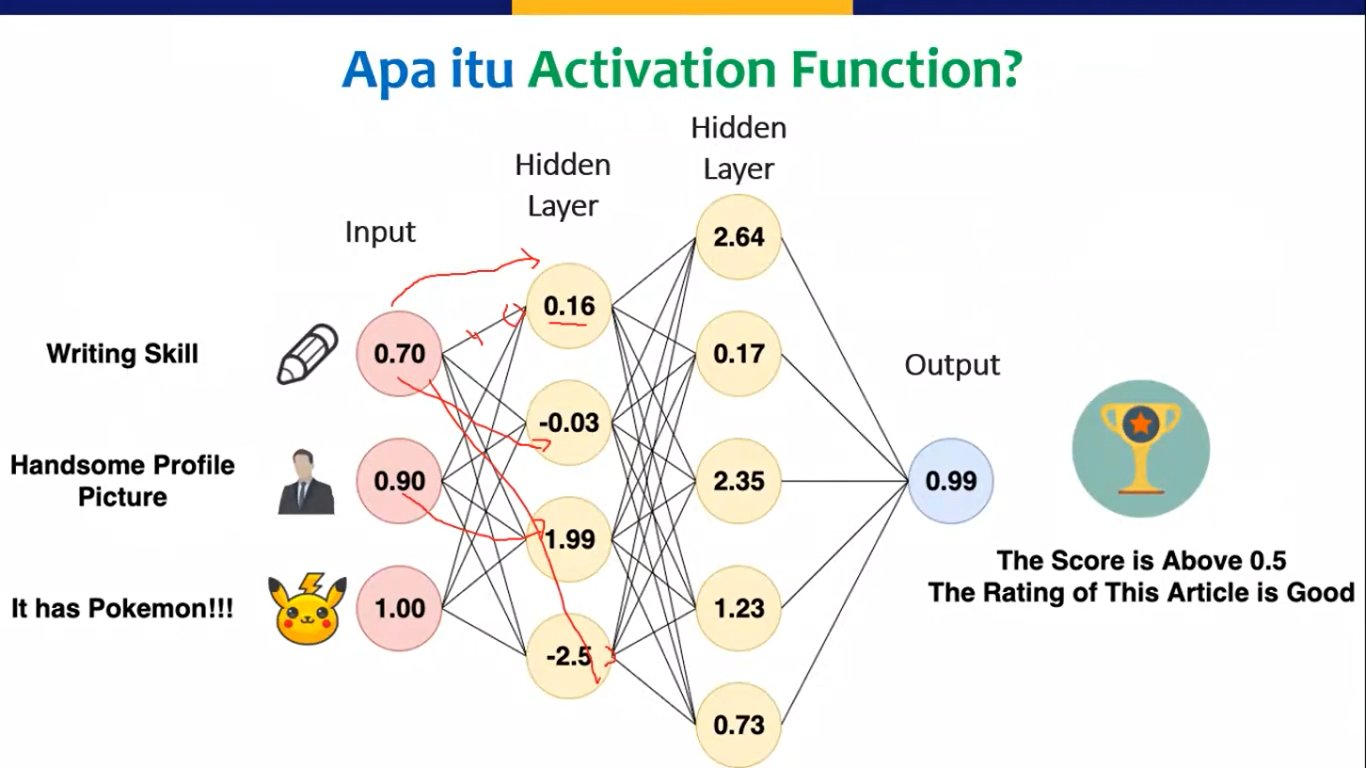 Apa itu Activation Function?
Hidden
Layer
Hidden
Layer
Input
Output
Writing Skill
Handsome Profile
Picture
It has Pokemon!!!
0.70
0.90
1.00
0.16
-0.03
1.99
-2.5
2.64
0.17
2.35
1.23
0.73
0.99
The Score is Above 0.5
The Rating of This Article is Good